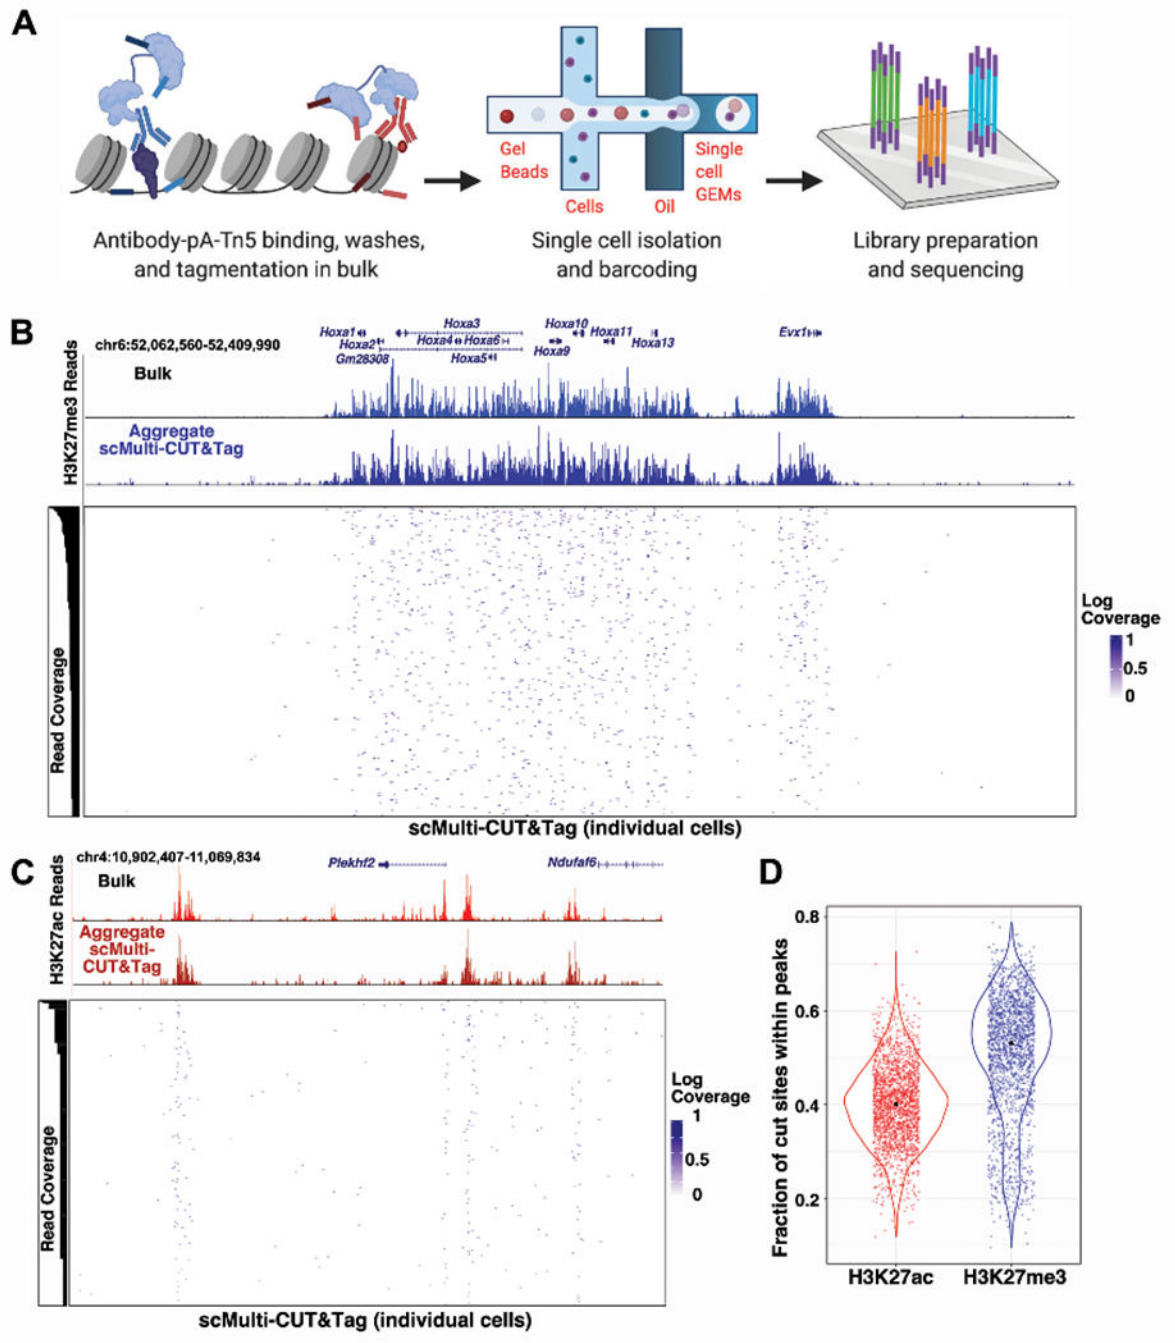 A
Gel
Beads
Cells
Oil
Single
cell
GEMs
Antibody-pA-Tn5 binding, washes,
and tagmentation in bulk
Single cell isolation
and barcoding
Library preparation
and sequencing
B
H3K27me3 Reads
chr6:52,062,560-52,409,990
Bulk
Hoxa1
Hoxa2
Gm28308
Hoxa3
Hoxa4
Hoxa6
Hoxa5
Hoxa10
Hoxa9
Hoxa11
Hoxa13
Evx1
Aggregate
scMulti-CUT&Tag
Read Coverage
Log
Coverage
1
0.5
0
scMulti-CUT&Tag (individual cells)
C
H3K27ac Reads
chr4:10,902,407-11,069,834
Bulk
Plekhf2
Ndufaf6
Aggregate
scMulti-
CUT&Tag
Read Coverage
Log
Coverage
1
0.5
0
scMulti-CUT&Tag (individual cells)
D
Fraction of cut sites within peaks
0.8
0.6
0.4
0.2
H3K27ac
H3K27me3